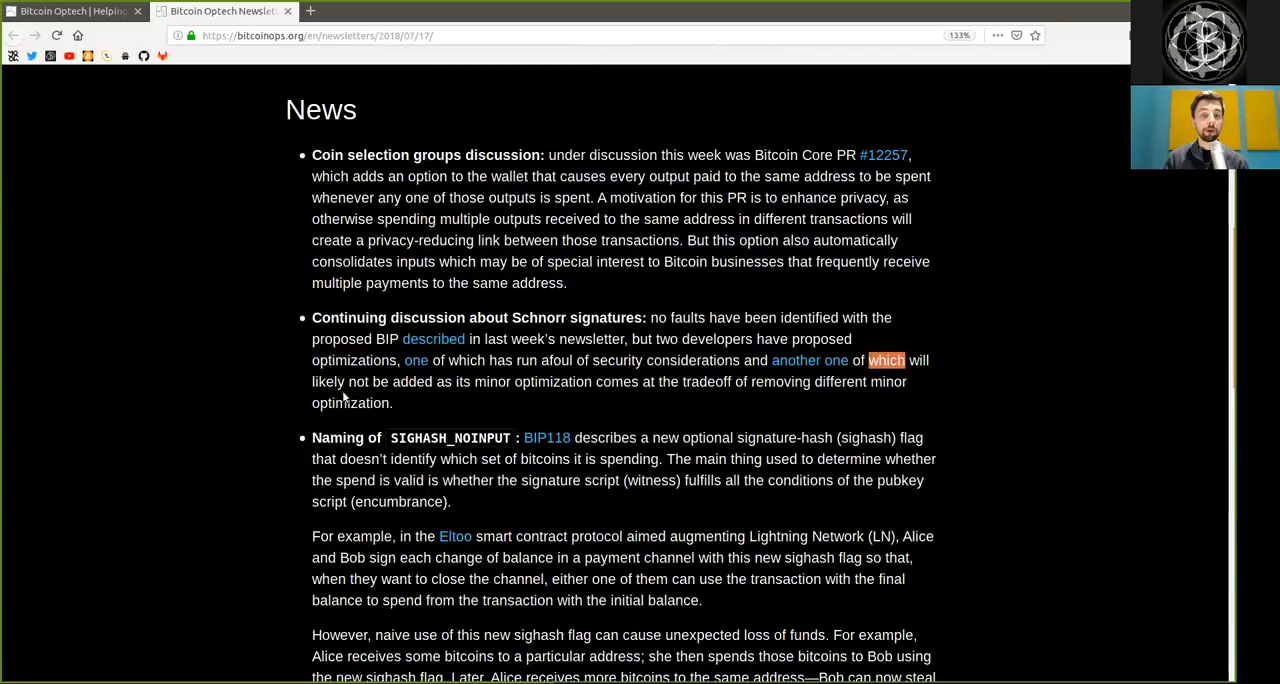 Bitcoin Optech | Helping
Bitcoin Optech Newslett
https://bitcoinops.org/en/newsletters/2018/07/17/
133%
News
Coin selection groups discussion: under discussion this week was Bitcoin Core PR #12257,
which adds an option to the wallet that causes every output paid to the same address to be spent
whenever any one of those outputs is spent. A motivation for this PR is to enhance privacy, as
otherwise spending multiple outputs received to the same address in different transactions will
create a privacy-reducing link between those transactions. But this option also automatically
consolidates inputs which may be of special interest to Bitcoin businesses that frequently receive
multiple payments to the same address.
Continuing discussion about Schnorr signatures: no faults have been identified with the
proposed BIP described in last week's newsletter, but two developers have proposed
optimizations, one of which has run afoul of security considerations and another one of which will
likely not be added as its minor optimization comes at the tradeoff of removing different minor
optimization.
Naming of SIGHASH_NOINPUT : BIP118 describes a new optional signature-hash (sighash) flag
that doesn't identify which set of bitcoins it is spending. The main thing used to determine whether
the spend is valid is whether the signature script (witness) fulfills all the conditions of the pubkey
script (encumbrance).
For example, in the Eltoo smart contract protocol aimed augmenting Lightning Network (LN), Alice
and Bob sign each change of balance in a payment channel with this new sighash flag so that,
when they want to close the channel, either one of them can use the transaction with the final
balance to spend from the transaction with the initial balance.
However, naive use of this new sighash flag can cause unexpected loss of funds. For example,
Alice receives some bitcoins to a particular address; she then spends those bitcoins to Bob using
the new sighash flag. Later, Alice receives more bitcoins to the same address—Bob can now steal